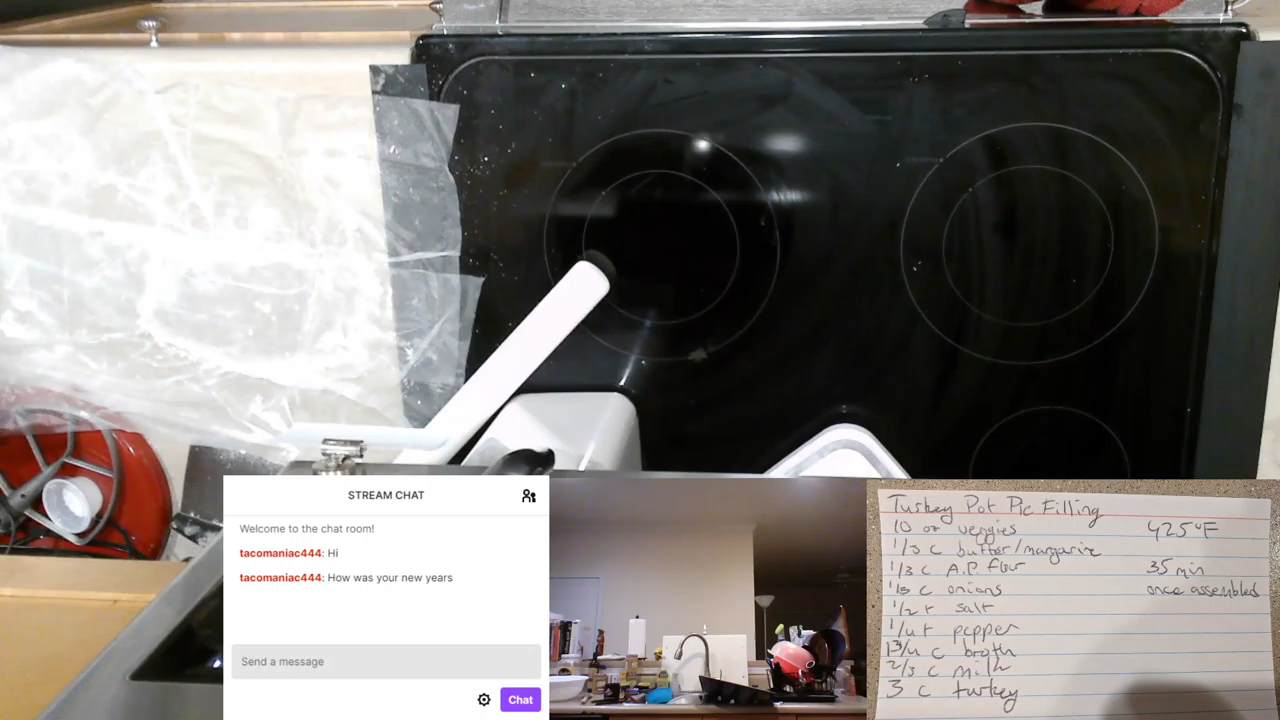 STREAM CHAT
Welcome to the chat room!
tacomaniac444: Hi
tacomaniac444: How was your new years
Send a message
Chat
Turkey Pot Pie Filling
10 oz veggies
425°F
1/3 c butter/margarine
1/3 c A.P. flour
35 min
1/3 c onions
once assembled
1/2 t salt
1/4 t pepper
1 3/4 c broth
2/3 c milk
3 c turkey